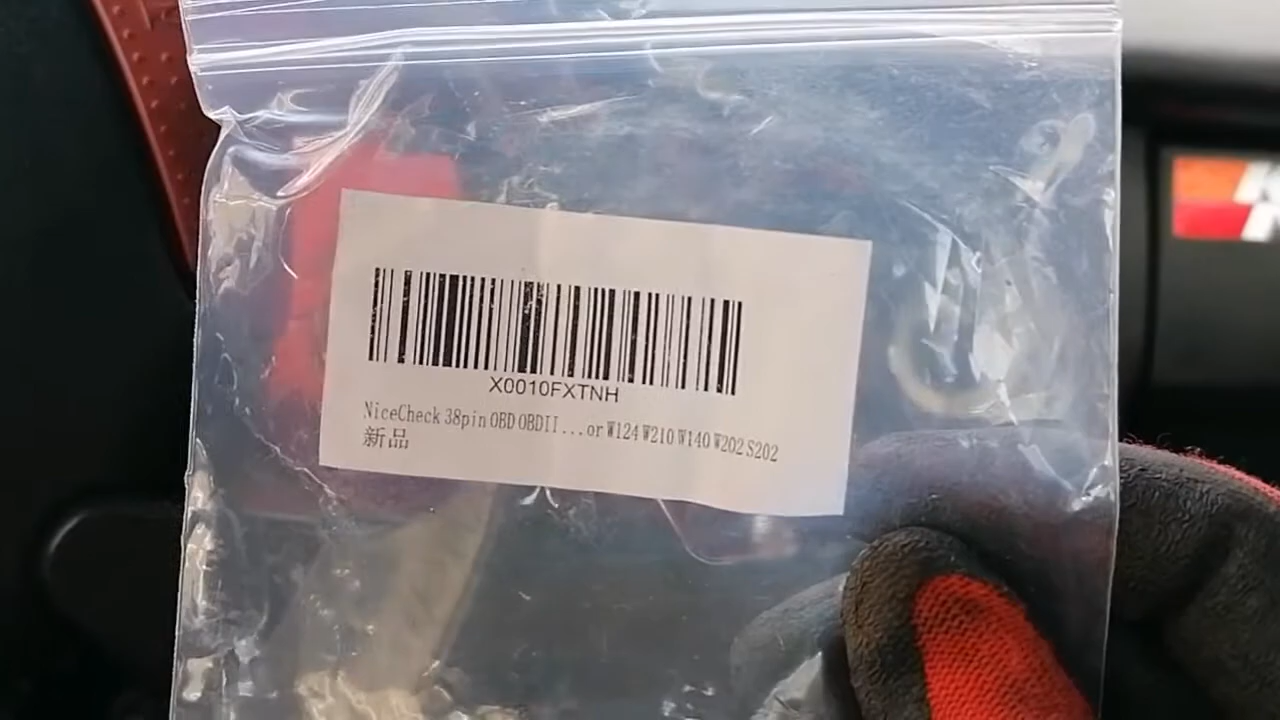 X0010FXTNH
NiceCheck 38pin OBD OBDII...or W124 W210 W140 W202 S202
新品